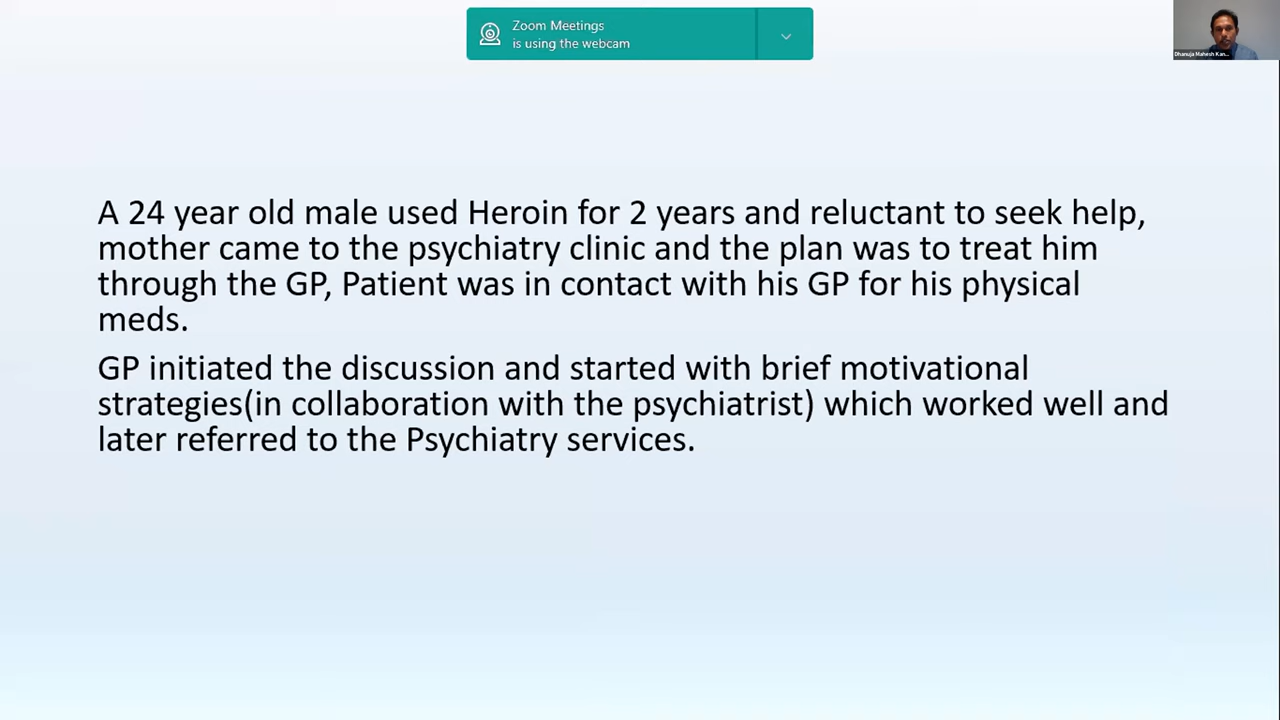 Zoom Meetings
is using the webcam
Dhanuja Mahesh Kan...
A 24 year old male used Heroin for 2 years and reluctant to seek help,
mother came to the psychiatry clinic and the plan was to treat him
through the GP, Patient was in contact with his GP for his physical
meds.
GP initiated the discussion and started with brief motivational
strategies(in collaboration with the psychiatrist) which worked well and
later referred to the Psychiatry services.